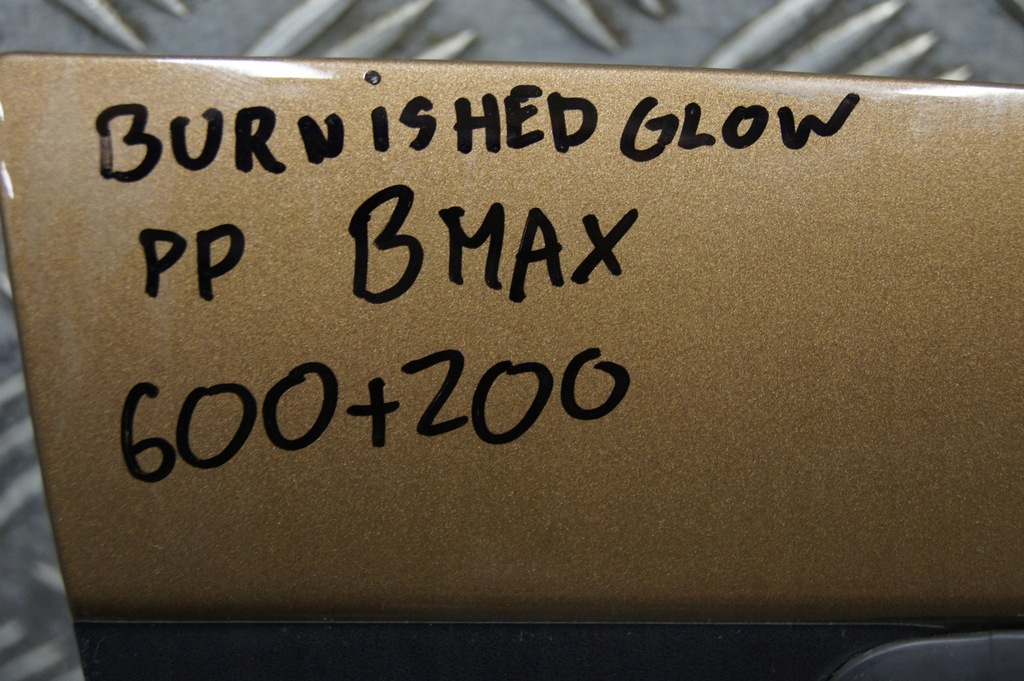 BURNiSHED GLOW
PP BMAX
600+200